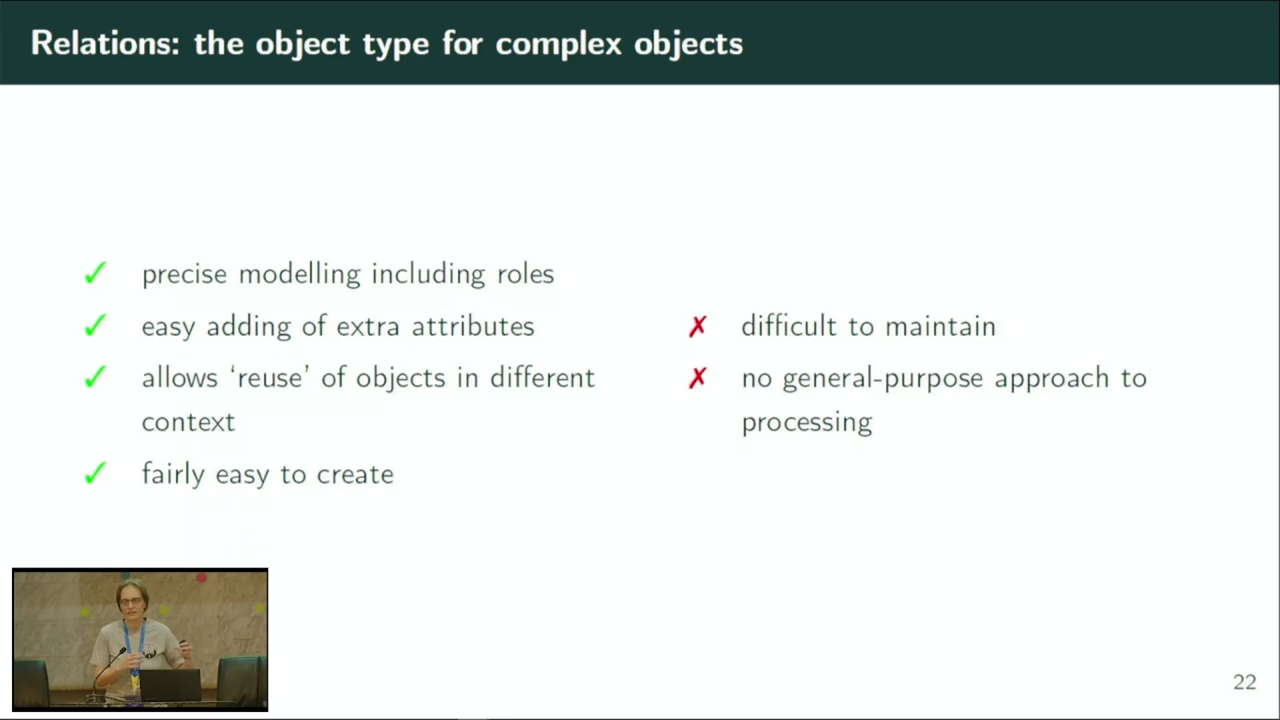 Relations: the object type for complex objects
✓ precise modelling including roles
✓ easy adding of extra attributes
✓ allows ‘reuse’ of objects in different
context
✓ fairly easy to create
✗ difficult to maintain
✗ no general-purpose approach to
processing
22